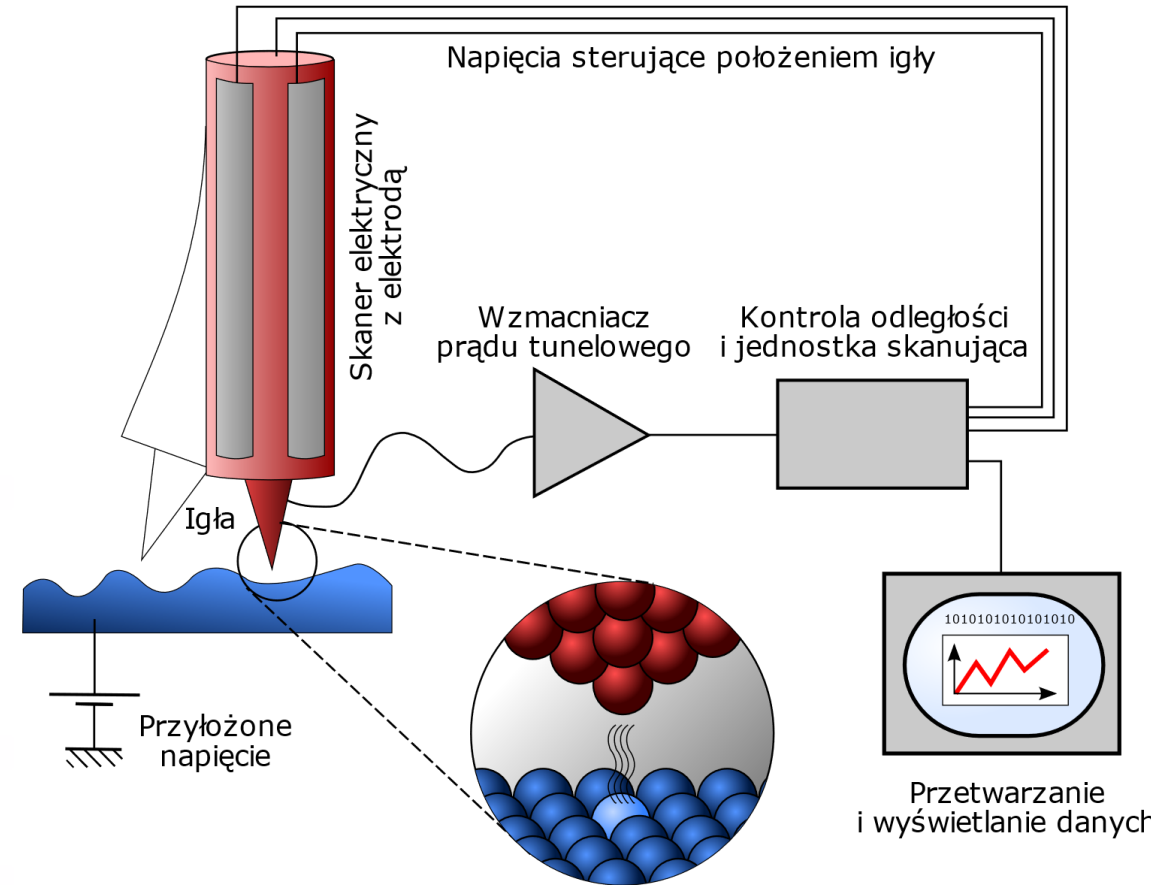 Napięcia sterujące położeniem igły
Skaner elektryczny
z elektrodą
Wzmacniacz
prądu tunelowego
Kontrola odległości
i jednostka skanująca
Igła
1010101010101010
Przyłożone
napięcie
Przetwarzanie
i wyświetlanie danych